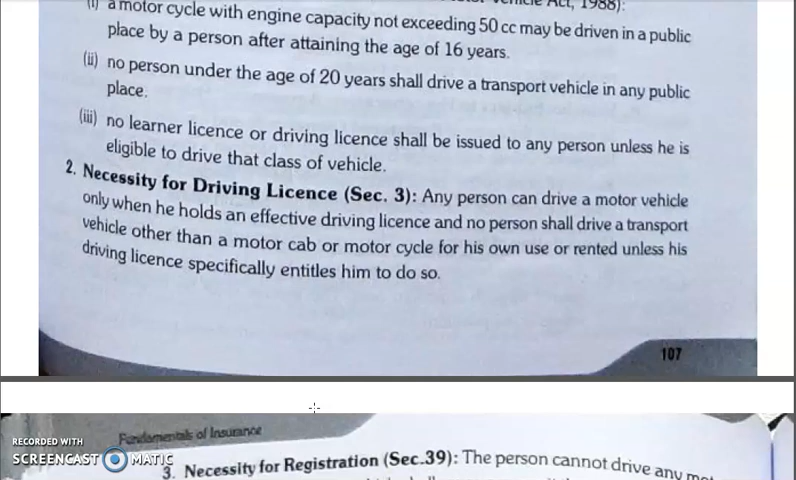 (i) a motor cycle with engine capacity not exceeding 50 cc may be driven in a public
place by a person after attaining the age of 16 years.
(ii) no person under the age of 20 years shall drive a transport vehicle in any public
place.
(iii) no learner licence or driving licence shall be issued to any person unless he is
eligible to drive that class of vehicle.
2. Necessity for Driving Licence (Sec. 3): Any person can drive a motor vehicle
only when he holds an effective driving licence and no person shall drive a transport
vehicle other than a motor cab or motor cycle for his own use or rented unless his
driving licence specifically entitles him to do so.
107
Fundamentals of Insurance
RECORDED WITH
SCREENCAST MATIC
3. Necessity for Registration (Sec.39): The person cannot drive any